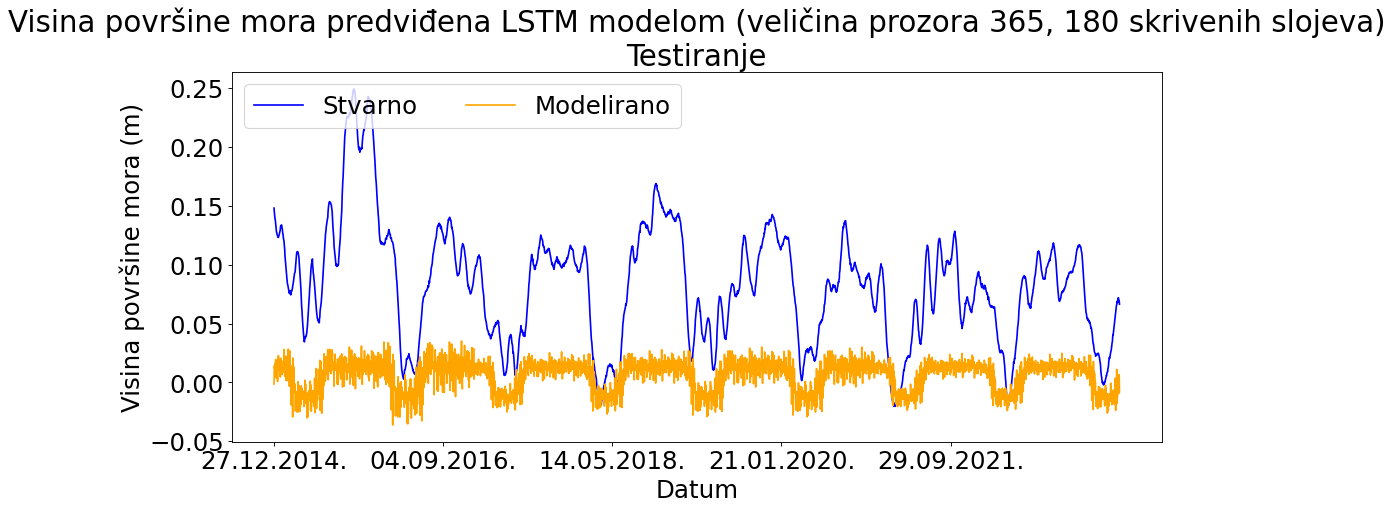 Visina površine mora predviđena LSTM modelom (veličina prozora 365, 180 skrivenih slojeva)
Testiranje
Stvarno Modelirano
Visina površine mora (m)
0.25
0.20
0.15
0.10
0.05
0.00
−0.05
27.12.2014. 04.09.2016. 14.05.2018. 21.01.2020. 29.09.2021.
Datum